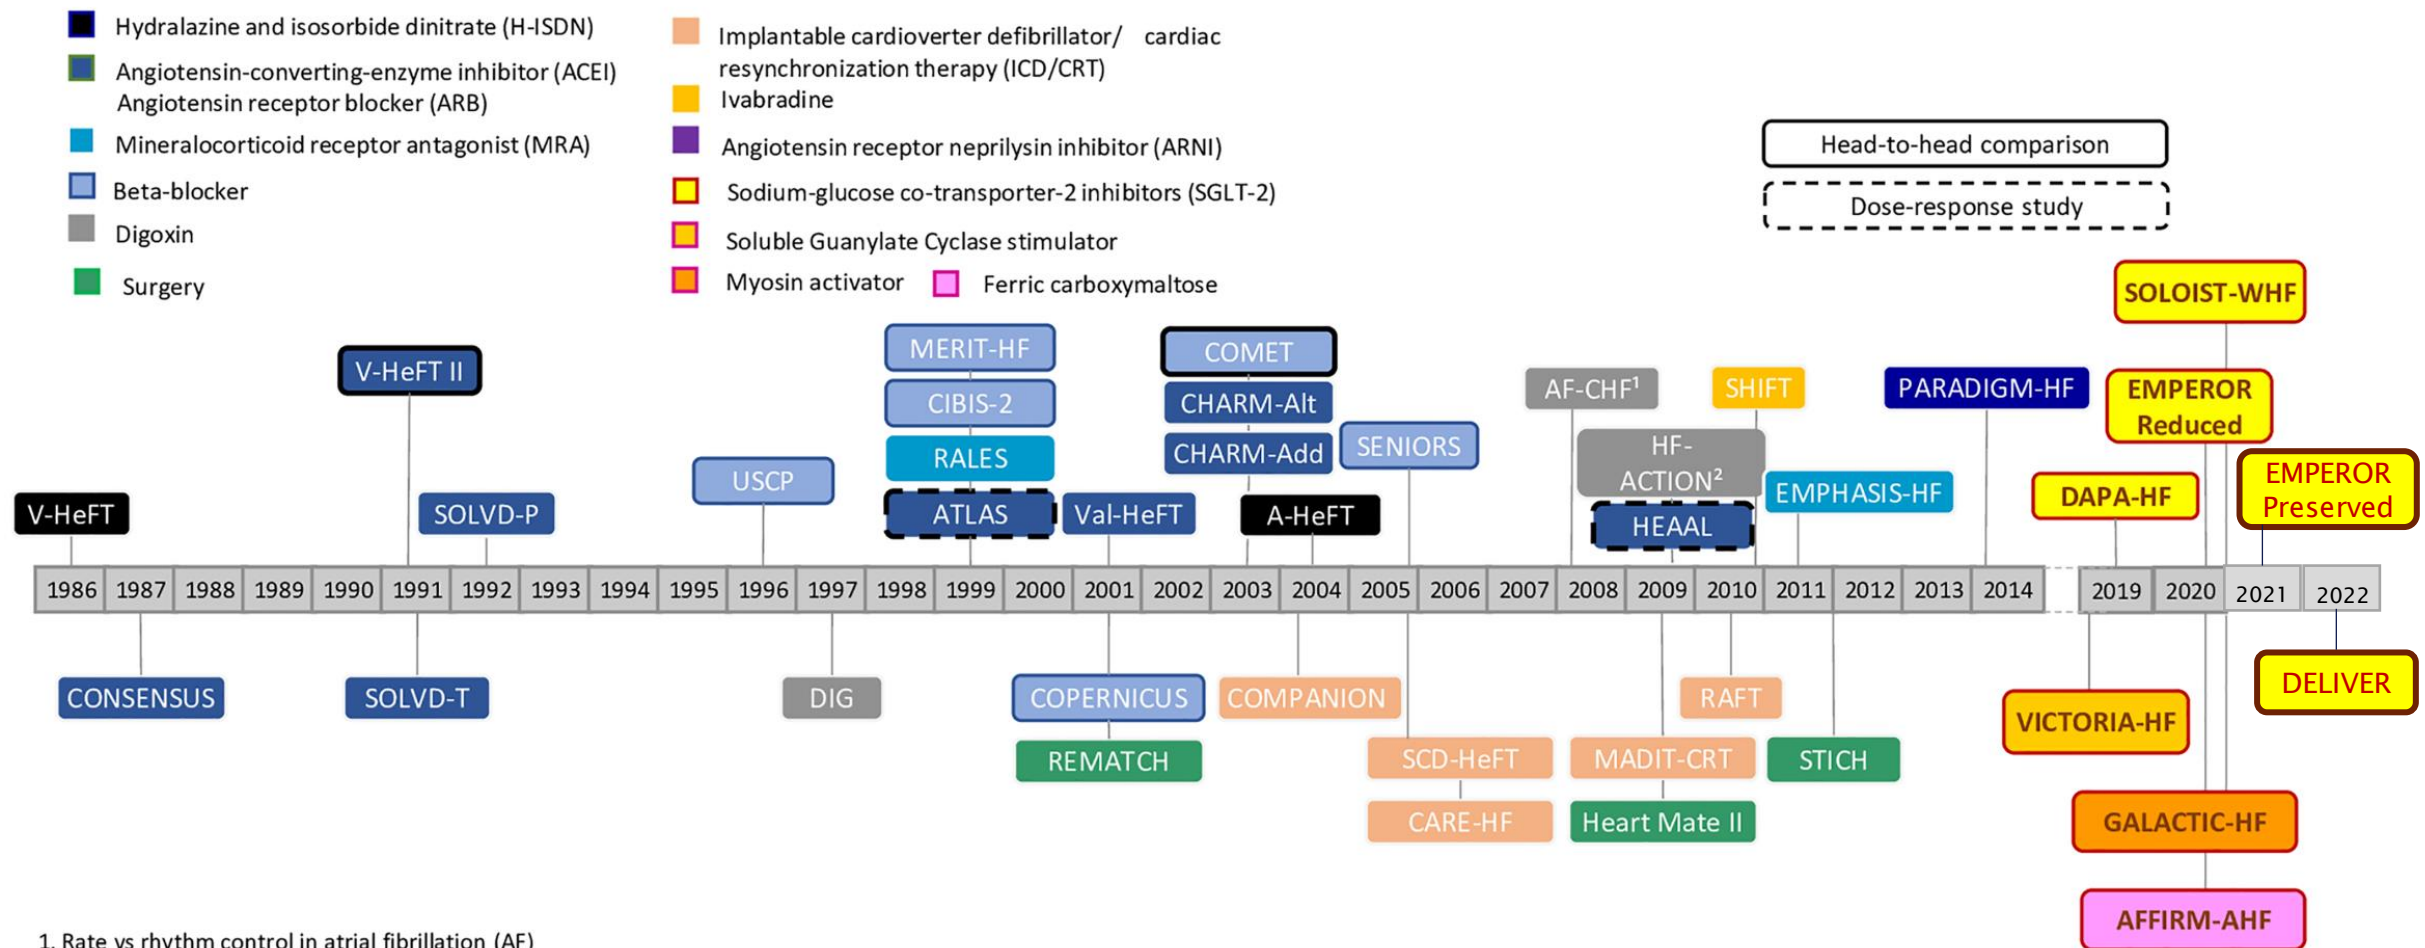 Hydralazine and isosorbide dinitrate (H-ISDN)
Angiotensin-converting-enzyme inhibitor (ACEI)
Angiotensin receptor blocker (ARB)
Mineralocorticoid receptor antagonist (MRA)
Beta-blocker
Digoxin
Surgery
Implantable cardioverter defibrillator/ cardiac
resynchronization therapy (ICD/CRT)
Ivabradine
Angiotensin receptor neprilysin inhibitor (ARNI)
Sodium-glucose co-transporter-2 inhibitors (SGLT-2)
Soluble Guanylate Cyclase stimulator
Myosin activator
Ferric carboxymaltose
Head-to-head comparison
Dose-response study
V-HeFT
V-HeFT II
SOLVD-P
USCP
MERIT-HF
CIBIS-2
RALES
ATLAS
Val-HeFT
COMET
CHARM-Alt
CHARM-Add
A-HeFT
SENIORS
AF-CHF¹
HF-
ACTION²
HEAAL
SHIFT
EMPHASIS-HF
PARADIGM-HF
SOLOIST-WHF
EMPEROR
Reduced
DAPA-HF
EMPEROR
Preserved
1986 1987 1988 1989 1990 1991 1992 1993 1994 1995 1996 1997 1998 1999 2000 2001 2002 2003 2004 2005 2006 2007 2008 2009 2010 2011 2012 2013 2014 2019 2020 2021 2022
CONSENSUS
SOLVD-T
DIG
COPERNICUS
REMATCH
COMPANION
SCD-HeFT
CARE-HF
MADIT-CRT
Heart Mate II
RAFT
STICH
VICTORIA-HF
DELIVER
GALACTIC-HF
AFFIRM-AHF
1. Rate vs rhythm control in atrial fibrillation (AF)